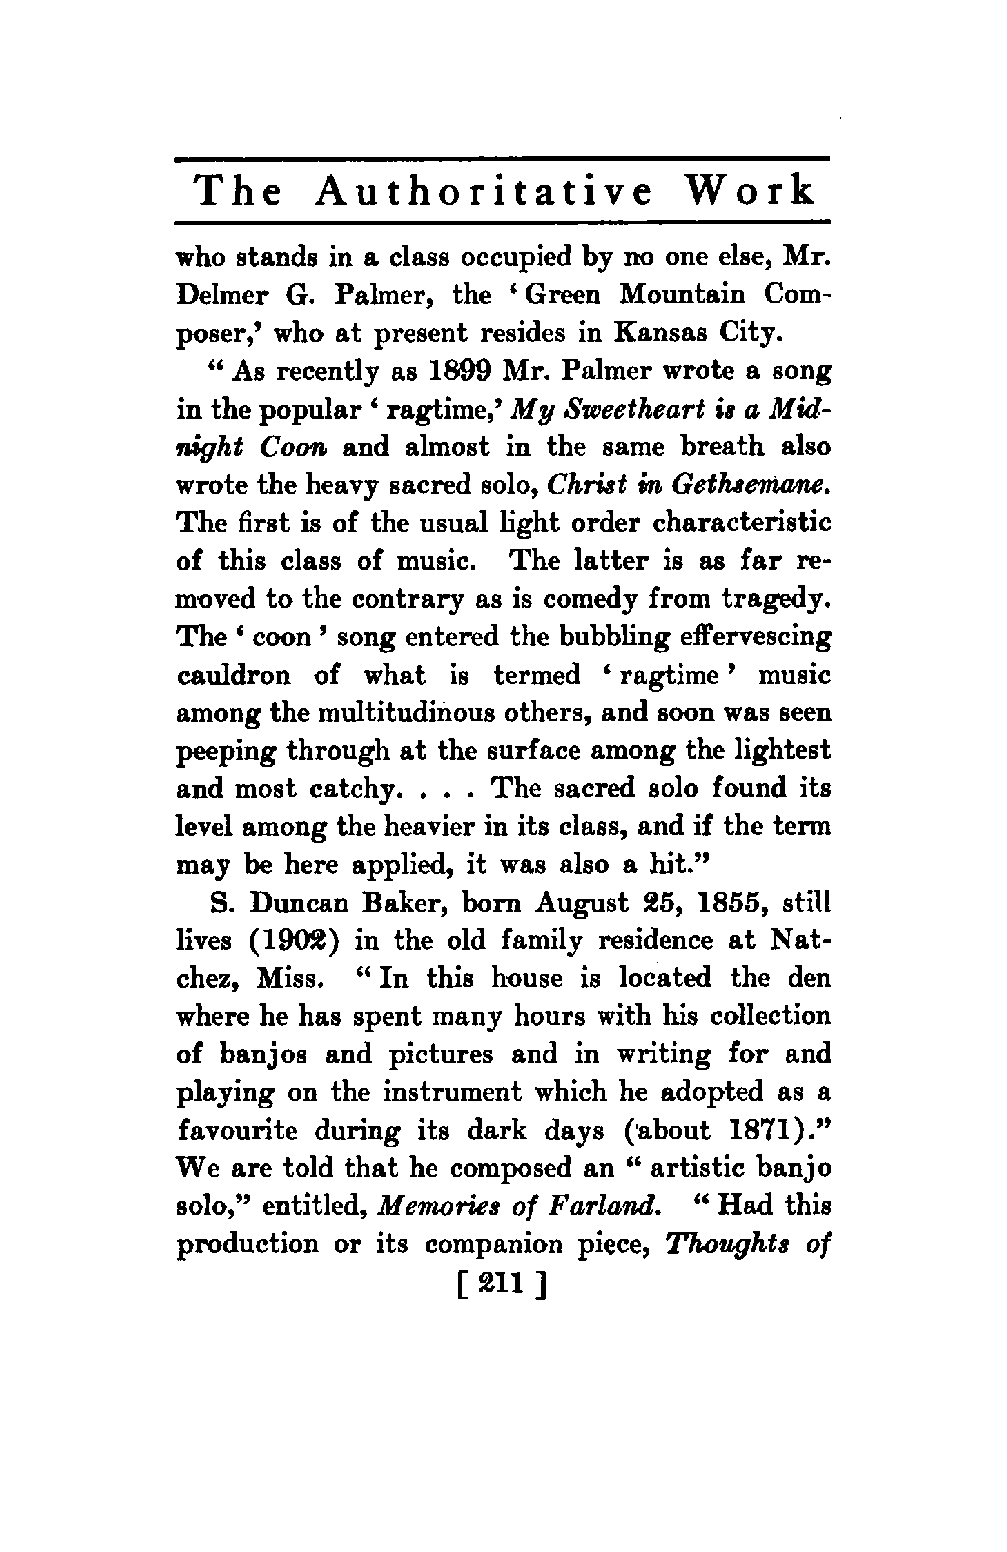 The Authoritative Work
who stands in a class occupied by no one else, Mr.
Delmer G. Palmer, the ‘ Green Mountain Com-
poser,’ who at present resides in Kansas City.
“ As recently as 1899 Mr. Palmer wrote a song
in the popular ‘ ragtime,’ My Sweetheart is a Mid-
night Coon and almost in the same breath also
wrote the heavy sacred solo, Christ in Gethsemane.
The first is of the usual light order characteristic
of this class of music. The latter is as far re-
moved to the contrary as is comedy from tragedy.
The ‘ coon ’ song entered the bubbling effervescing
cauldron of what is termed ‘ ragtime ’ music
among the multitudinous others, and soon was seen
peeping through at the surface among the lightest
and most catchy. . . . The sacred solo found its
level among the heavier in its class, and if the term
may be here applied, it was also a hit.”
S. Duncan Baker, born August 25, 1855, still
lives (1902) in the old family residence at Nat-
chez, Miss. “ In this house is located the den
where he has spent many hours with his collection
of banjos and pictures and in writing for and
playing on the instrument which he adopted as a
favourite during its dark days (about 1871).”
We are told that he composed an “ artistic banjo
solo,” entitled, Memories of Farland. “ Had this
production or its companion piece, Thoughts of
[ 211 ]